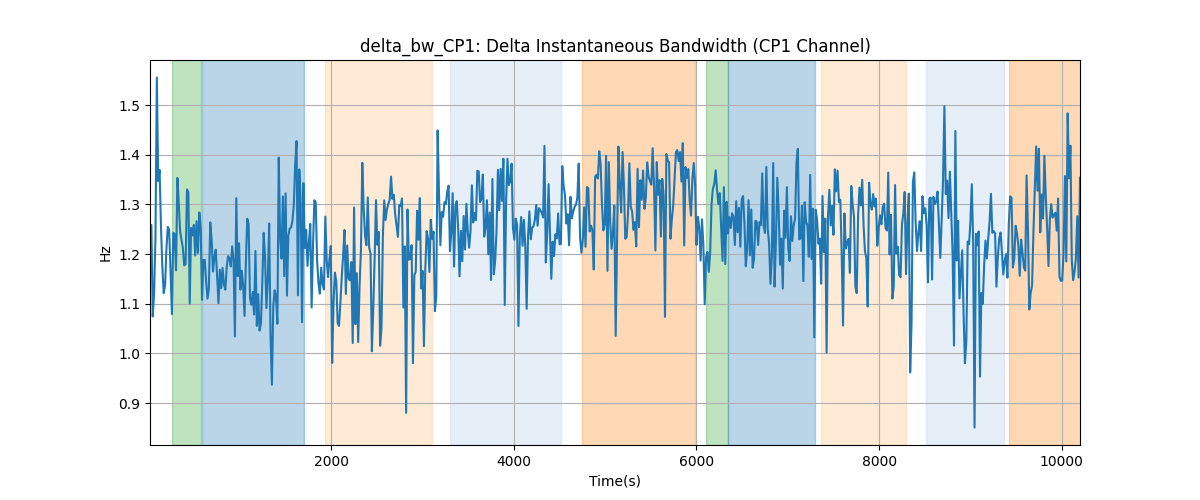 delta_bw_CP1: Delta Instantaneous Bandwidth (CP1 Channel)
Hz
1.5
1.4
1.3
1.2
1.1
1.0
0.9
2000 4000 6000 8000 10000
Time(s)